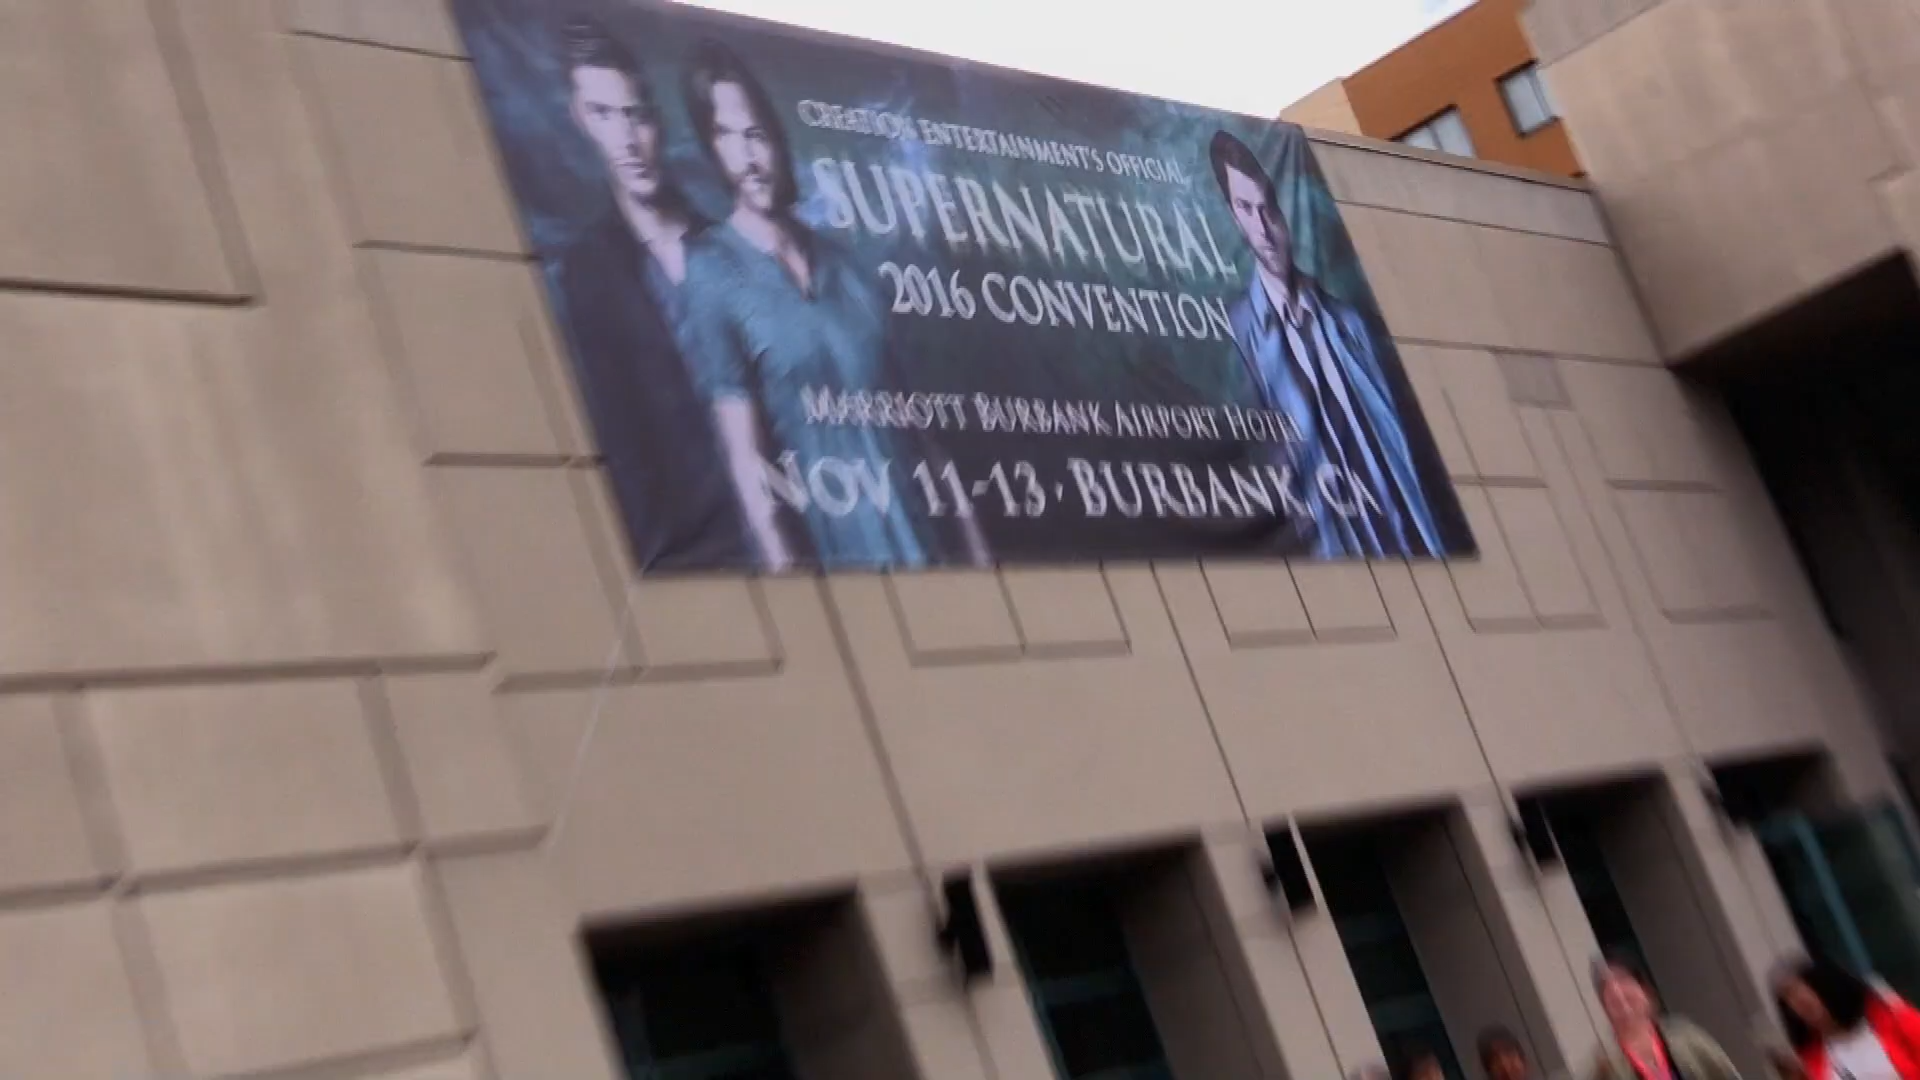 CREATION ENTERTAINMENT'S OFFICIAL
SUPERNATURAL
2016 CONVENTION
MARRIOTT BURBANK AIRPORT HOTEL
NOV 11-13 · BURBANK, CA